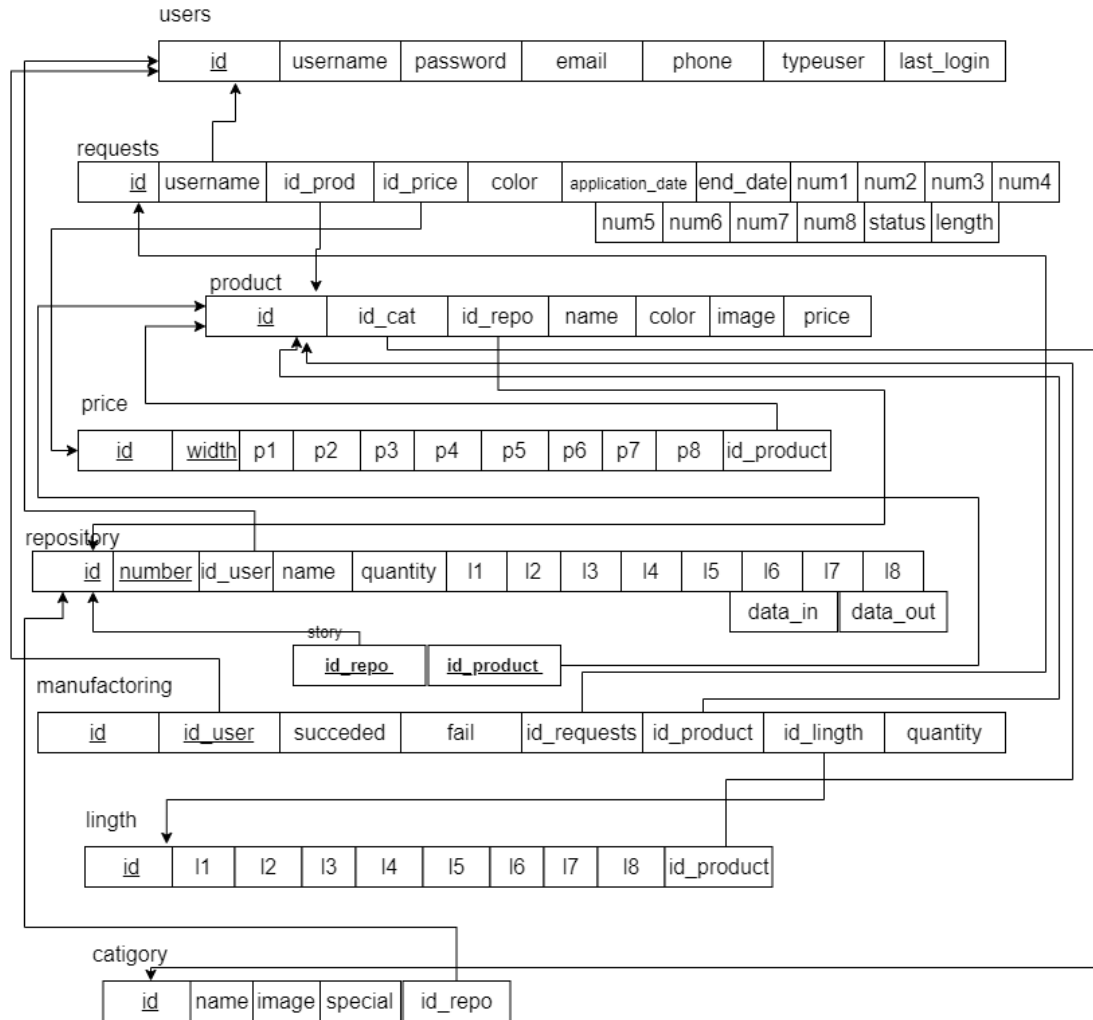 users
id username password email phone typeuser last_login
requests
id username id_prod id_price color application_date end_date num1 num2 num3 num4
num5 num6 num7 num8 status length
product
id id_cat id_repo name color image price
price
id width p1 p2 p3 p4 p5 p6 p7 p8 id_product
repository
id number id_user name quantity l1 l2 l3 l4 l5 l6 l7 l8
data_in data_out
story
id_repo id_product
manufactoring
id id_user succeded fail id_requests id_product id_lingth quantity
lingth
id l1 l2 l3 l4 l5 l6 l7 l8 id_product
catigory
id name image special id_repo